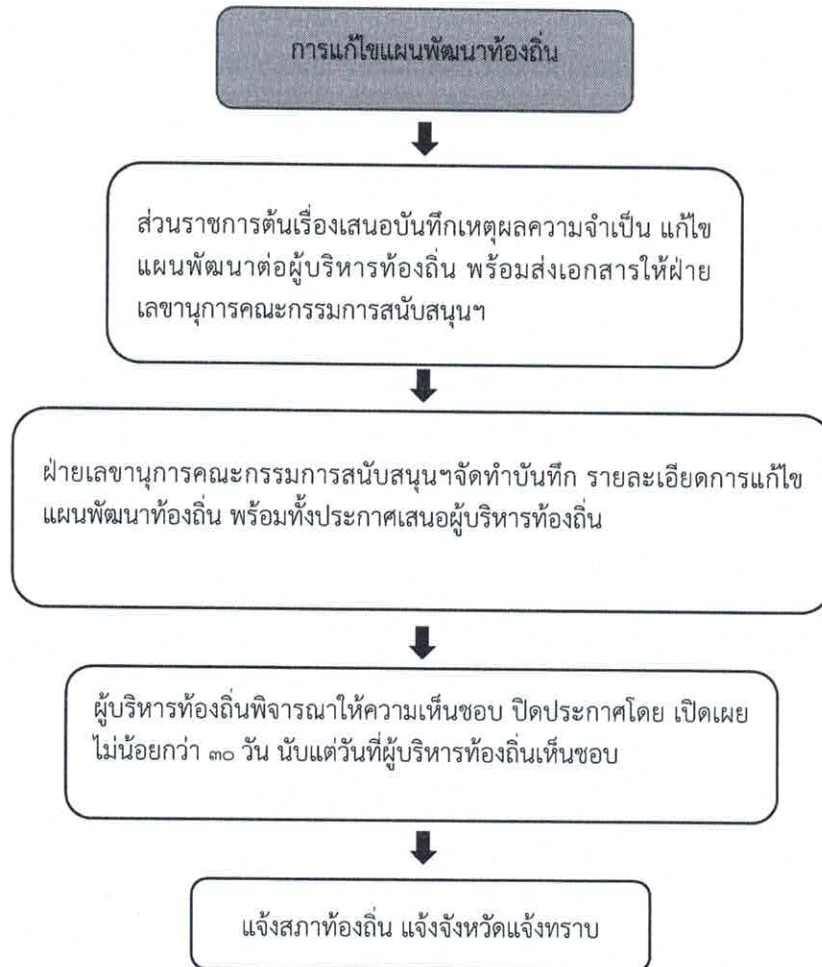 การแก้ไขแผนพัฒนาท้องถิ่น
ส่วนราชการต้นเรื่องเสนอบันทึกเหตุผลความจำเป็น แก้ไข
แผนพัฒนาต่อผู้บริหารท้องถิ่น พร้อมส่งเอกสารให้ฝ่าย
เลขานุการคณะกรรมการสนับสนุนฯ
ฝ่ายเลขานุการคณะกรรมการสนับสนุนฯจัดทำบันทึก รายละเอียดการแก้ไข
แผนพัฒนาท้องถิ่น พร้อมทั้งประกาศเสนอผู้บริหารท้องถิ่น
ผู้บริหารท้องถิ่นพิจารณาให้ความเห็นชอบ ปิดประกาศโดย เปิดเผย
ไม่น้อยกว่า ๓๐ วัน นับแต่วันที่ผู้บริหารท้องถิ่นเห็นชอบ
แจ้งสภาท้องถิ่น แจ้งจังหวัดแจ้งทราบ